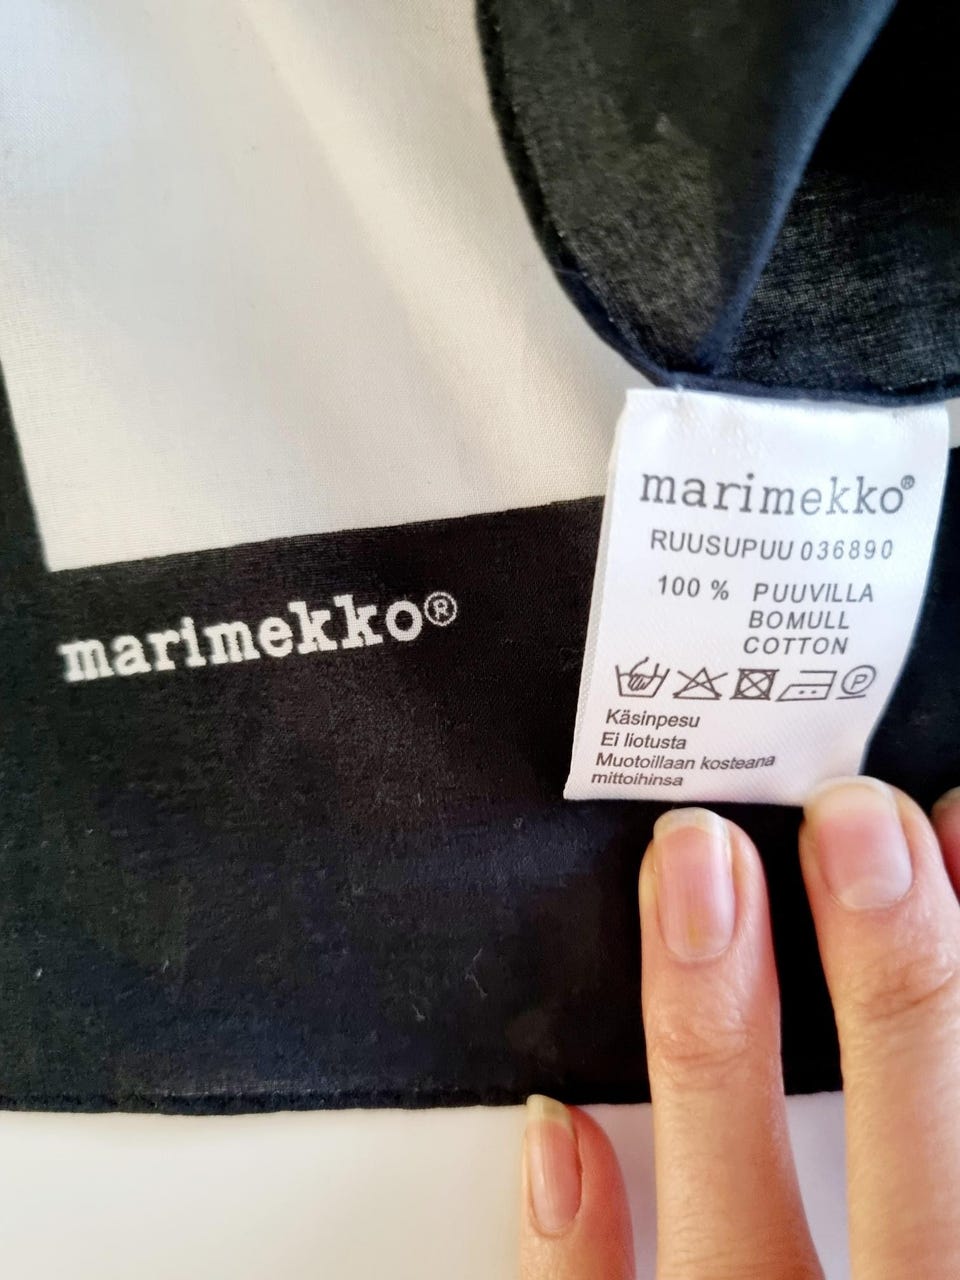 marimekko®
marimekko®
RUUSUPUU 036890
100 % PUUVILLA
BOMULL
COTTON
P
Käsinpesu
Ei liotusta
Muotoillaan kosteana
mittoihinsa